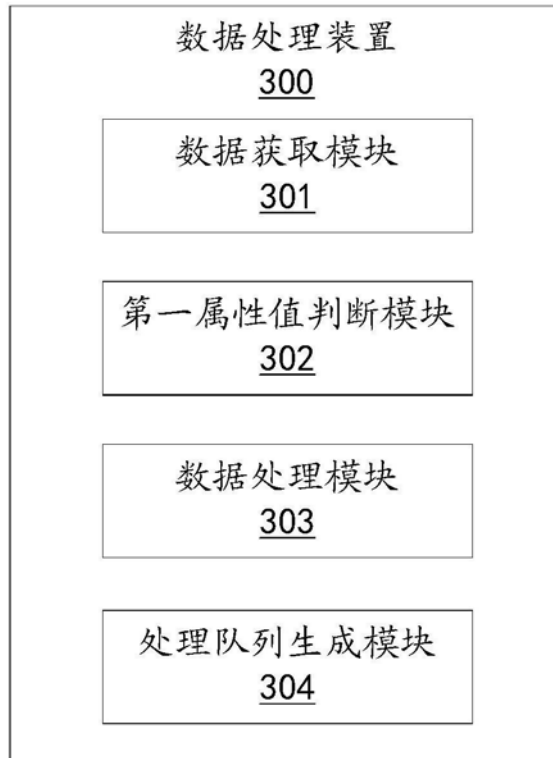 数据处理装置
300
数据获取模块
301
第一属性值判断模块
302
数据处理模块
303
处理队列生成模块
304